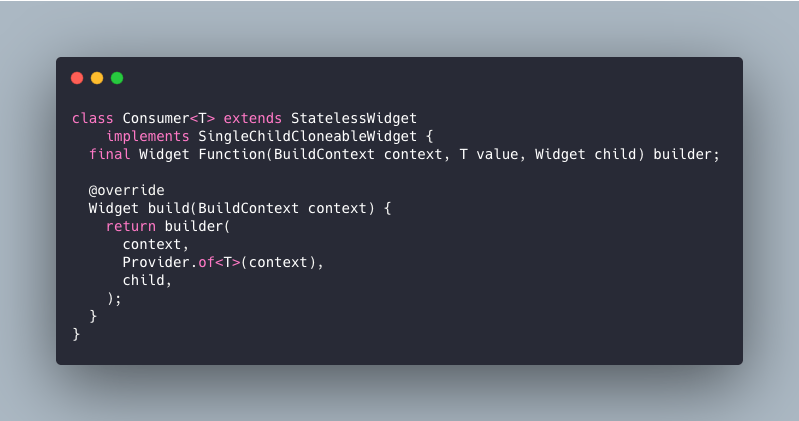 class Consumer<T> extends StatelessWidget
    implements SingleChildCloneableWidget {
  final Widget Function(BuildContext context, T value, Widget child) builder;

  @override
  Widget build(BuildContext context) {
    return builder(
      context,
      Provider.of<T>(context),
      child,
    );
  }
}